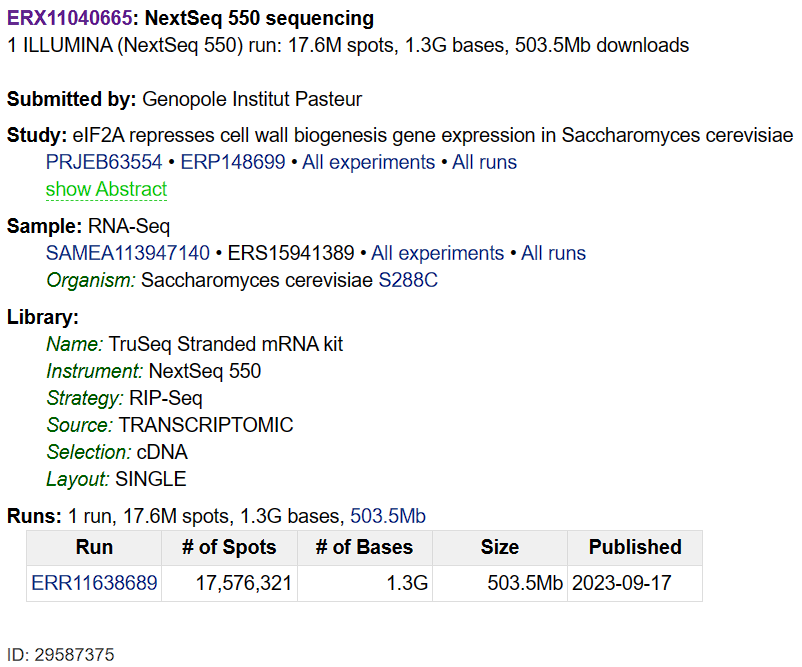 ERX11040665: NextSeq 550 sequencing
1 ILLUMINA (NextSeq 550) run: 17.6M spots, 1.3G bases, 503.5Mb downloads
Submitted by: Genopole Institut Pasteur
Study: eIF2A represses cell wall biogenesis gene expression in Saccharomyces cerevisiae
PRJEB63554 • ERP148699 • All experiments • All runs
show Abstract
Sample: RNA-Seq
SAMEA113947140 • ERS15941389 • All experiments • All runs
Organism: Saccharomyces cerevisiae S288C
Library:
Name: TruSeq Stranded mRNA kit
Instrument: NextSeq 550
Strategy: RIP-Seq
Source: TRANSCRIPTOMIC
Selection: cDNA
Layout: SINGLE
Runs: 1 run, 17.6M spots, 1.3G bases, 503.5Mb
Run # of Spots # of Bases Size Published
ERR11638689 17,576,321 1.3G 503.5Mb 2023-09-17
ID: 29587375